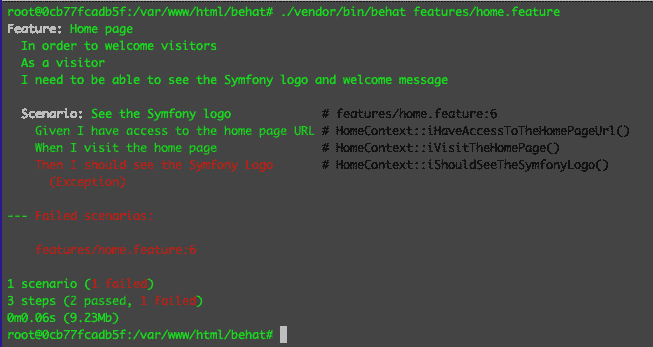 root@0cb77fcadb5f:/var/www/html/behat# ./vendor/bin/behat features/home.feature
Feature: Home page
In order to welcome visitors
As a visitor
I need to be able to see the Symfony logo and welcome message
Scenario: See the Symfony logo # features/home.feature:6
Given I have access to the home page URL # HomeContext::iHaveAccessToTheHomePageUrl()
When I visit the home page # HomeContext::iVisitTheHomePage()
Then I should see the Symfony Logo # HomeContext::iShouldSeeTheSymfonyLogo()
(Exception)
--- Failed scenarios:
features/home.feature:6
1 scenario (1 failed)
3 steps (2 passed, 1 failed)
0m0.06s (9.23Mb)
root@0cb77fcadb5f:/var/www/html/behat#